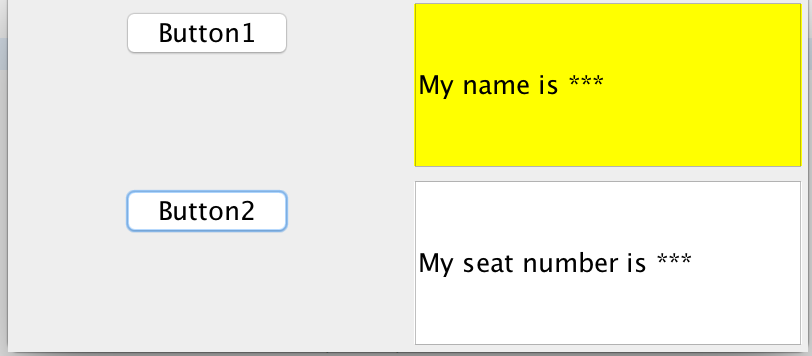 Button1
My name is ***
Button2
My seat number is ***